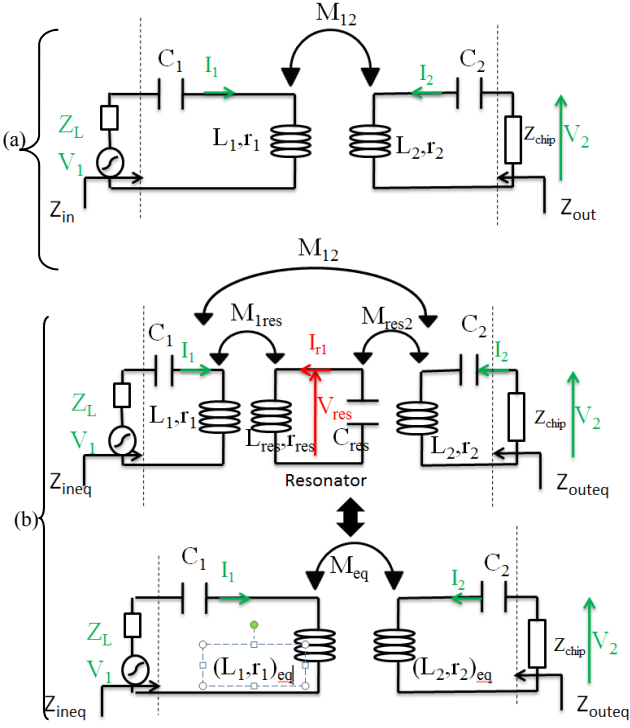 (a)
M12
C1
I1
ZL
V1
L1,r1
Zin
I2
C2
L2,r2
Zchip
V2
Zout
(b)
M12
M1res
Mres2
C1
I1
ZL
V1
L1,r1
Zineq
Ir1
Vres
Lres,rres
Cres
Resonator
C2
I2
L2,r2
Zchip
V2
Zouteq
Meq
C1
I1
ZL
V1
(L1,r1)eq
Zineq
C2
I2
(L2,r2)eq
Zchip
V2
Zouteq